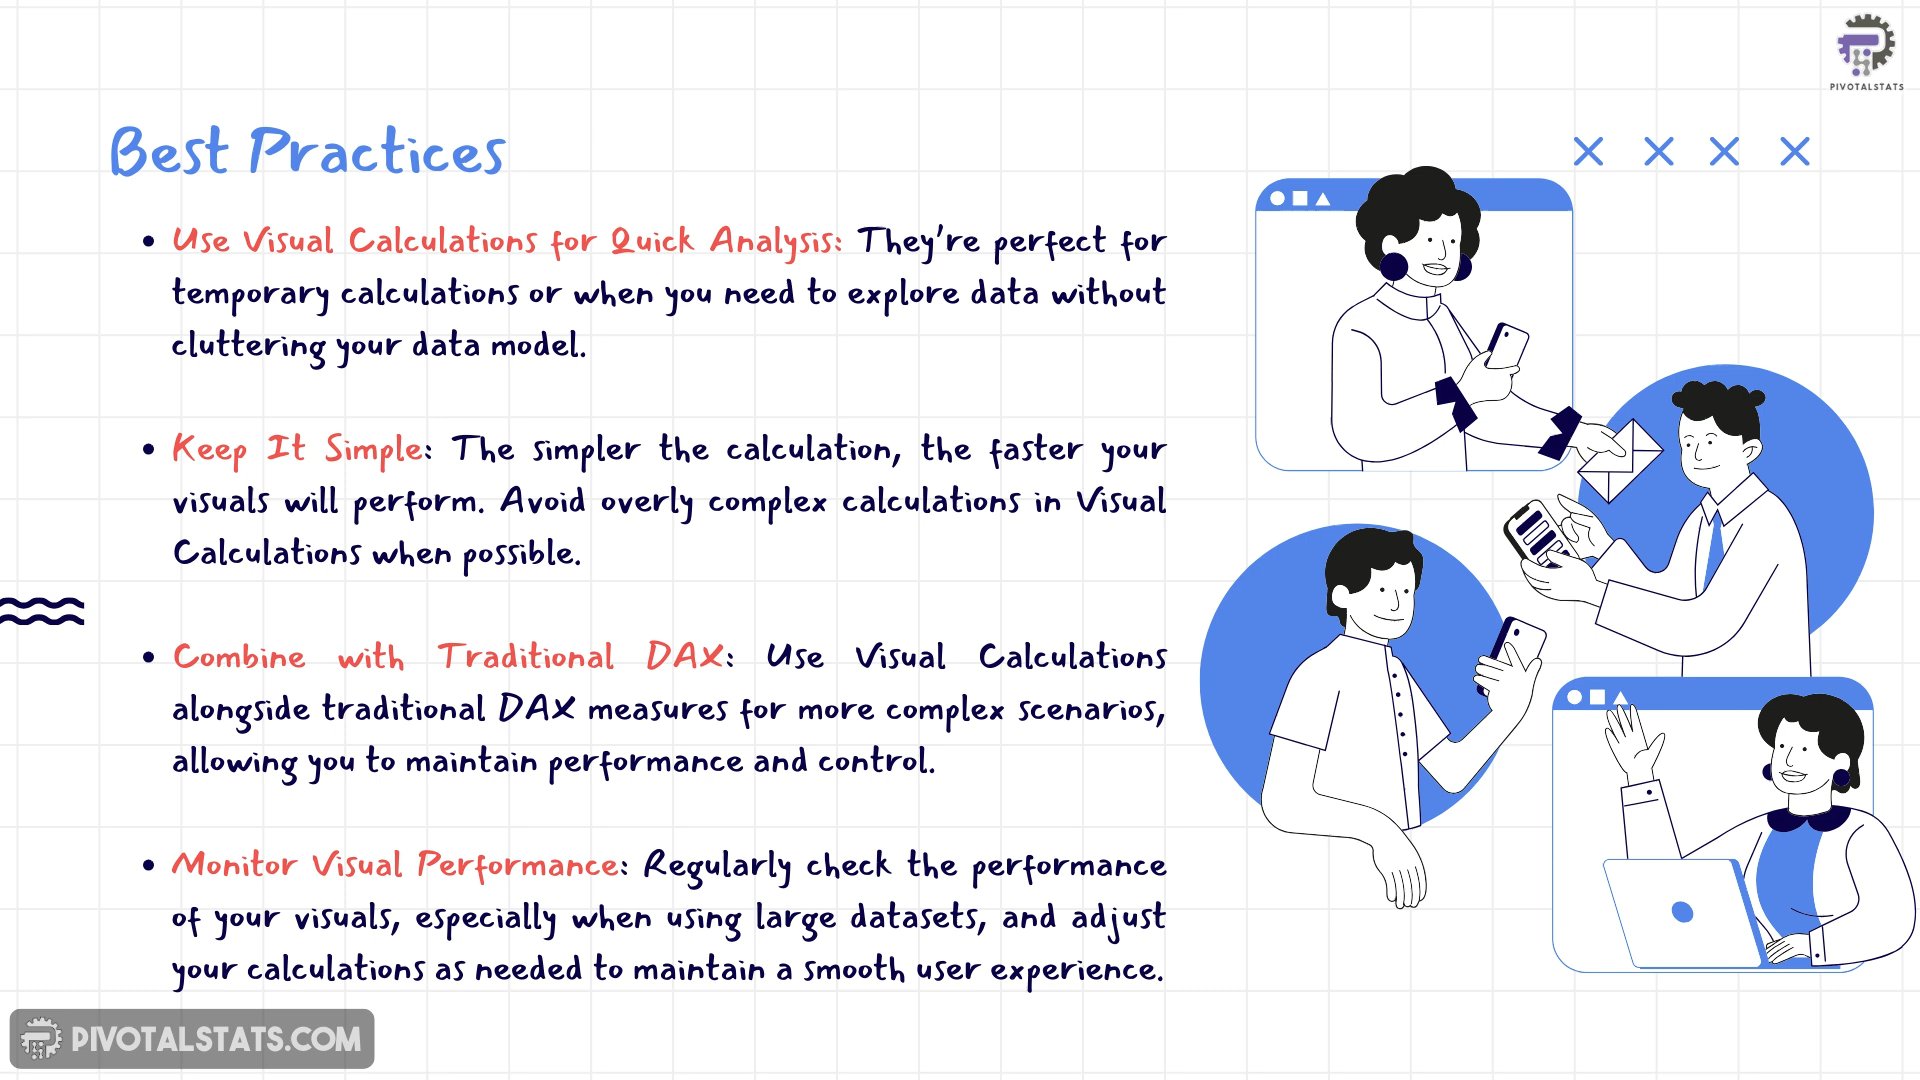 PIVOTALSTATS
Best Practices
• Use Visual Calculations for Quick Analysis: They're perfect for
temporary calculations or when you need to explore data without
cluttering your data model.
• Keep It Simple: The simpler the calculation, the faster your
visuals will perform. Avoid overly complex calculations in Visual
Calculations when possible.
• Combine with Traditional DAX: Use Visual Calculations
alongside traditional DAX measures for more complex scenarios,
allowing you to maintain performance and control.
• Monitor Visual Performance: Regularly check the performance
of your visuals, especially when using large datasets, and adjust
your calculations as needed to maintain a smooth user experience.
PIVOTALSTATS.COM